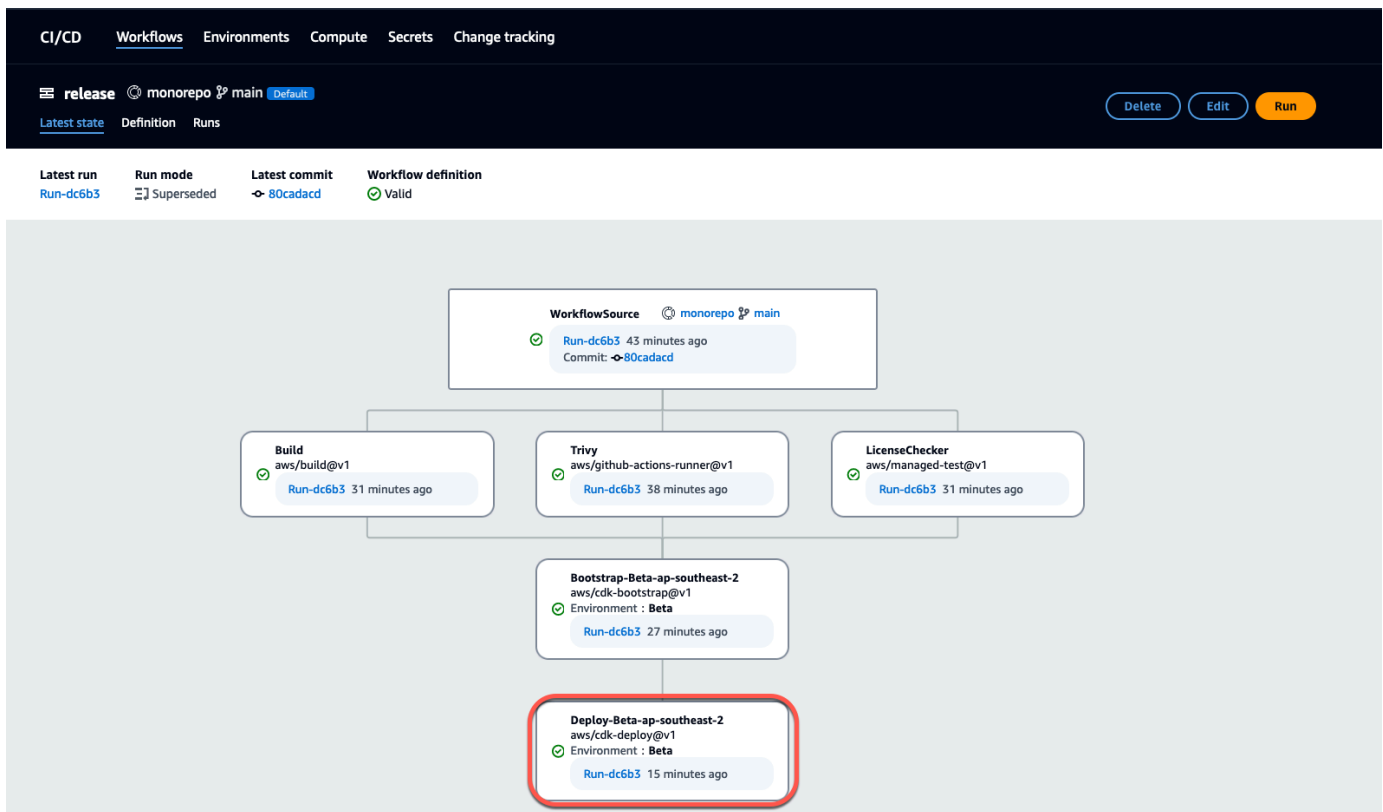 CI/CD Workflows Environments Compute Secrets Change tracking
release monorepo main Default
Delete Edit Run
Latest state Definition Runs
Latest run Run mode Latest commit Workflow definition
Run-dc6b3 Superseded 80cadacd Valid
WorkflowSource monorepo main
Run-dc6b3 43 minutes ago
Commit: 80cadacd
Build
aws/build@v1
Run-dc6b3 31 minutes ago
Trivy
aws/github-actions-runner@v1
Run-dc6b3 38 minutes ago
LicenseChecker
aws/managed-test@v1
Run-dc6b3 31 minutes ago
Bootstrap-Beta-ap-southeast-2
aws/cdk-bootstrap@v1
Environment : Beta
Run-dc6b3 27 minutes ago
Deploy-Beta-ap-southeast-2
aws/cdk-deploy@v1
Environment : Beta
Run-dc6b3 15 minutes ago